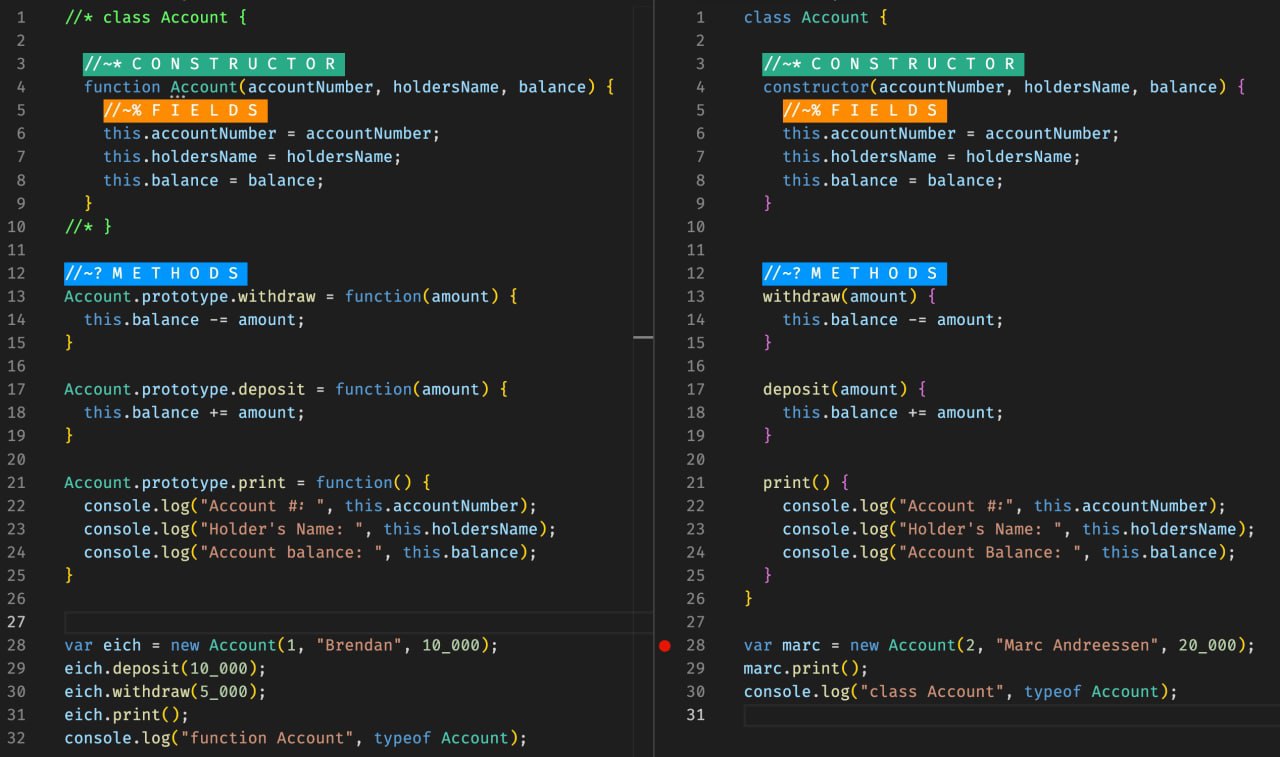 1 //* class Account {
2
3 //~* C O N S T R U C T O R
4 function Account(accountNumber, holdersName, balance) {
5 //~% F I E L D S
6 this.accountNumber = accountNumber;
7 this.holdersName = holdersName;
8 this.balance = balance;
9 }
10 //* }
11
12 //~? M E T H O D S
13 Account.prototype.withdraw = function(amount) {
14 this.balance -= amount;
15 }
16
17 Account.prototype.deposit = function(amount) {
18 this.balance += amount;
19 }
20
21 Account.prototype.print = function() {
22 console.log("Account #: ", this.accountNumber);
23 console.log("Holder's Name: ", this.holdersName);
24 console.log("Account balance: ", this.balance);
25 }
26
27
28 var eich = new Account(1, "Brendan", 10_000);
29 eich.deposit(10_000);
30 eich.withdraw(5_000);
31 eich.print();
32 console.log("function Account", typeof Account);
1 class Account {
2
3 //~* C O N S T R U C T O R
4 constructor(accountNumber, holdersName, balance) {
5 //~% F I E L D S
6 this.accountNumber = accountNumber;
7 this.holdersName = holdersName;
8 this.balance = balance;
9 }
10
11
12 //~? M E T H O D S
13 withdraw(amount) {
14 this.balance -= amount;
15 }
16
17 deposit(amount) {
18 this.balance += amount;
19 }
20
21 print() {
22 console.log("Account #:", this.accountNumber);
23 console.log("Holder's Name: ", this.holdersName);
24 console.log("Account Balance: ", this.balance);
25 }
26 }
27
28 var marc = new Account(2, "Marc Andreessen", 20_000);
29 marc.print();
30 console.log("class Account", typeof Account);
31